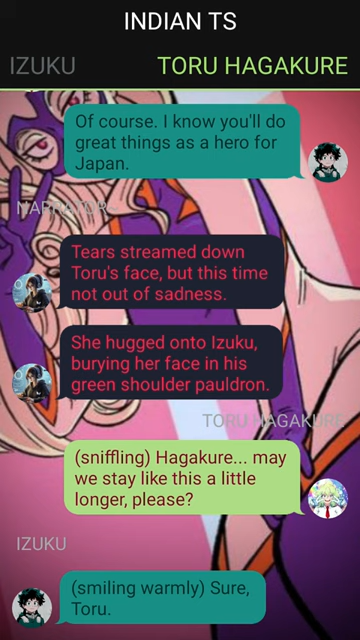 INDIAN TS
IZUKU
TORU HAGAKURE
Of course. I know you'll do
great things as a hero for
Japan.
NARRATOR
Tears streamed down
Toru's face, but this time
not out of sadness.
She hugged onto Izuku,
burying her face in his
green shoulder pauldron.
TORU HAGAKURE
(sniffling) Hagakure... may
we stay like this a little
longer, please?
IZUKU
(smiling warmly) Sure,
Toru.